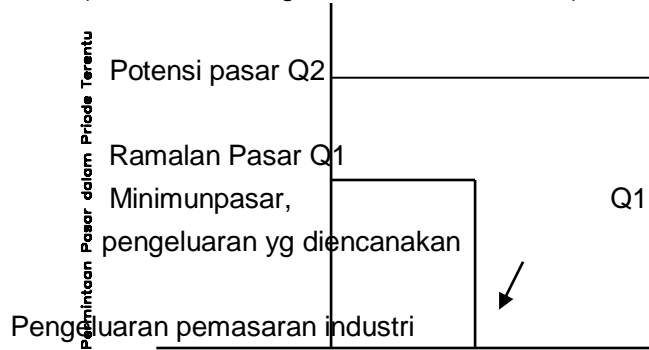 Permintaan Pasar dalam Priode Terentu
Potensi pasar Q2
Ramalan Pasar Q1
Minimunpasar,
Q1
pengeluaran yg diencanakan
Pengeluaran pemasaran industri